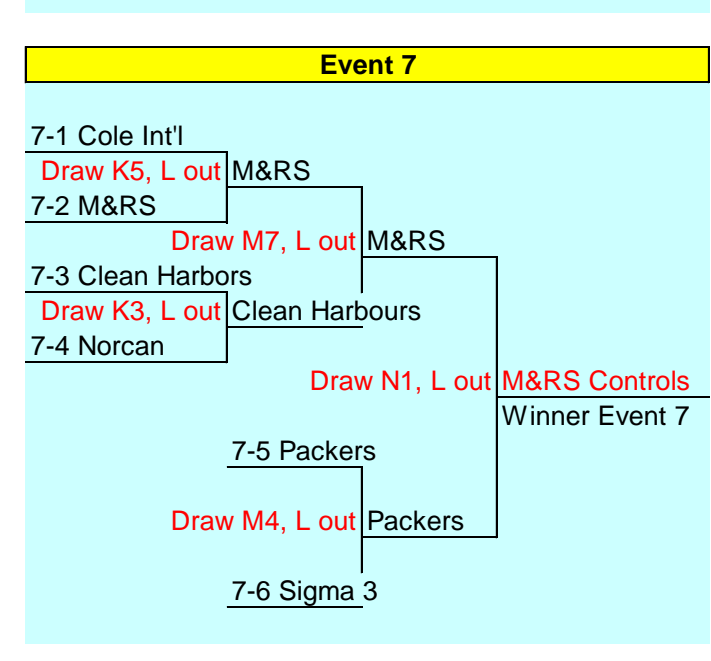 Event 7
7-1 Cole Int'l
Draw K5, L out M&RS
7-2 M&RS
Draw M7, L out M&RS
7-3 Clean Harbors
Draw K3, L out Clean Harbours
7-4 Norcan
Draw N1, L out M&RS Controls
Winner Event 7
7-5 Packers
Draw M4, L out Packers
7-6 Sigma 3